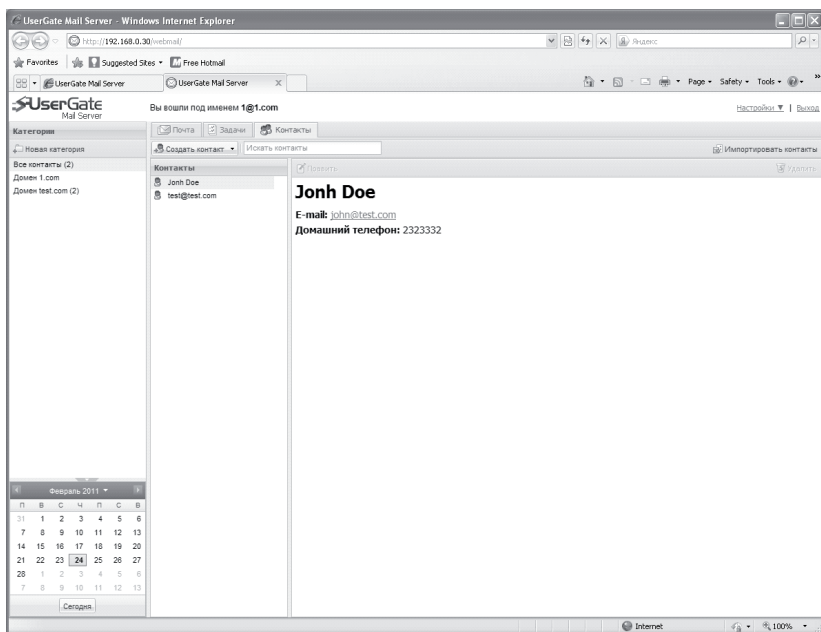 UserGate Mail Server - Windows Internet Explorer
http://192.168.0.30/webmail/
Яндекс
Favorites Suggested Sites Free Hotmail
UserGate Mail Server UserGate Mail Server X Page Safety Tools »
UserGate
Mail Server
Вы вошли под именем 1@1.com
Настройки ▼ | Выход
Категории
Почта Задачи Контакты
Новая категория
Создать контакт Искать контакты
Импортировать контакты
Все контакты (2)
Домен 1.com
Домен test.com (2)
Контакты
Jonh Doe
test@test.com
Править
Удалить
Jonh Doe
E-mail: john@test.com
Домашний телефон: 2323332
Февраль 2011
П В С Ч П С В
31 1 2 3 4 5 6
7 8 9 10 11 12 13
14 15 16 17 18 19 20
21 22 23 24 25 26 27
28 1 2 3 4 5 6
7 8 9 10 11 12 13
Сегодня
Internet 100%